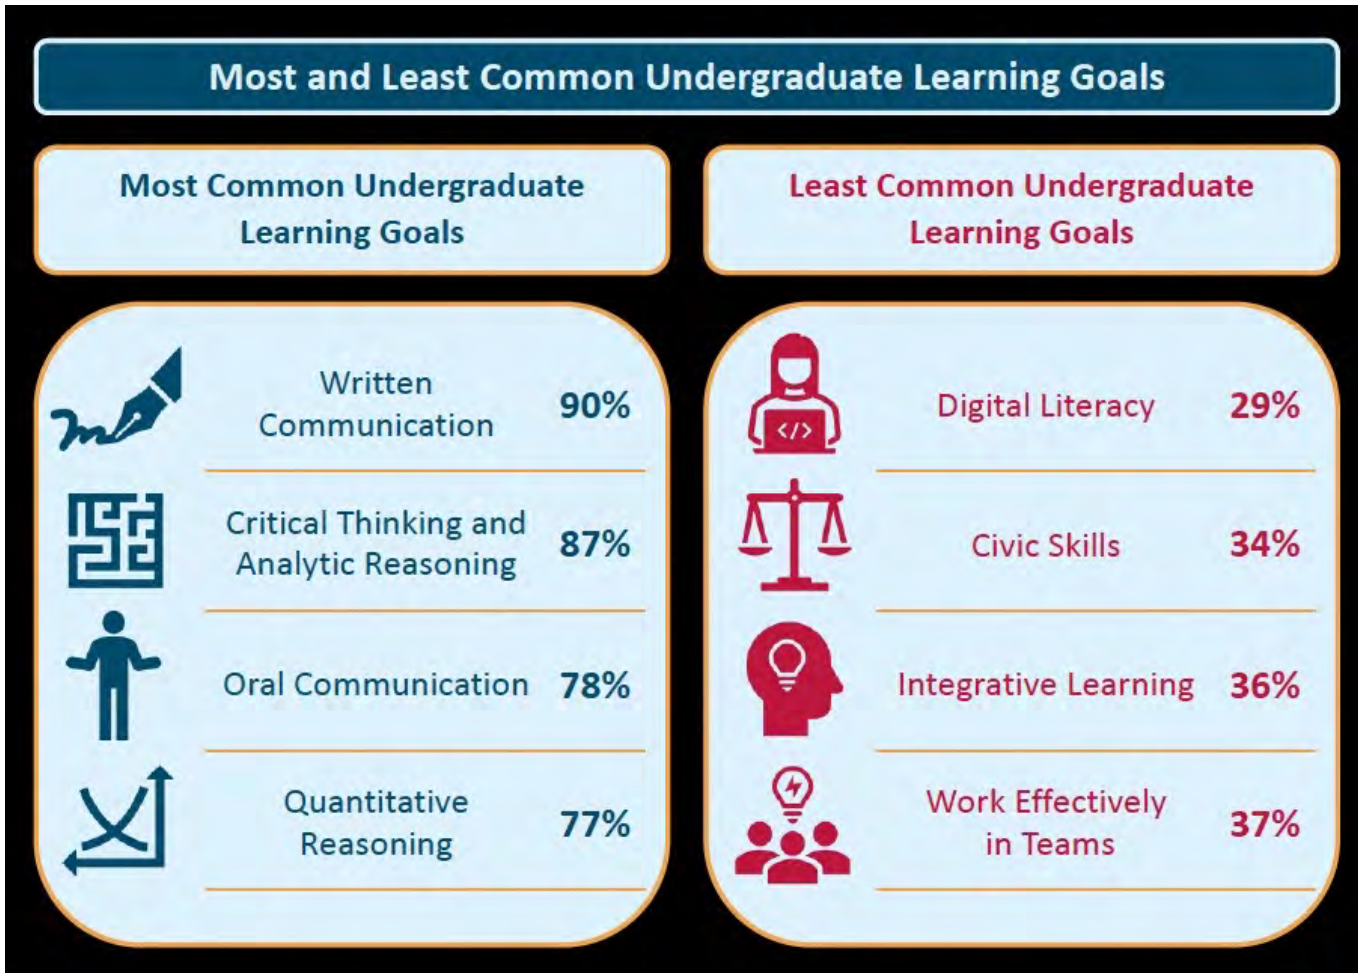 Most and Least Common Undergraduate Learning Goals
Most Common Undergraduate
Learning Goals
Written
Communication
90%
Critical Thinking and
Analytic Reasoning
87%
Oral Communication 78%
Quantitative
Reasoning
77%
Least Common Undergraduate
Learning Goals
</>
Digital Literacy 29%
Civic Skills 34%
Integrative Learning 36%
Work Effectively
in Teams
37%